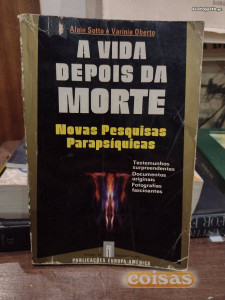 Alain Sotto e Varinia Oberto
A VIDA
DEPOIS DA
MORTE
Novas Pesquisas
Parapsíquicas
Testemunhos
surpreendentes
Documentos
originais
Fotografias
fascinantes
PUBLICAÇÕES EUROPA-AMÉRICA
coisas